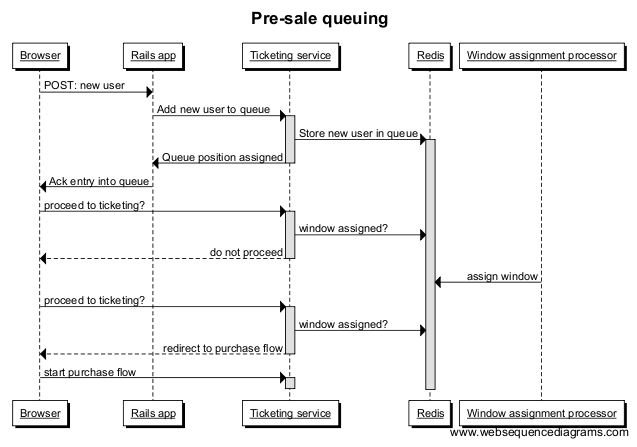 Pre-sale queuing
Browser
Rails app
Ticketing service
Redis
Window assignment processor
POST: new user
Add new user to queue
Store new user in queue
Queue position assigned
Ack entry into queue
proceed to ticketing?
window assigned?
do not proceed
assign window
proceed to ticketing?
window assigned?
redirect to purchase flow
start purchase flow
Browser
Rails app
Ticketing service
Redis
Window assignment processor
www.websequencediagrams.com